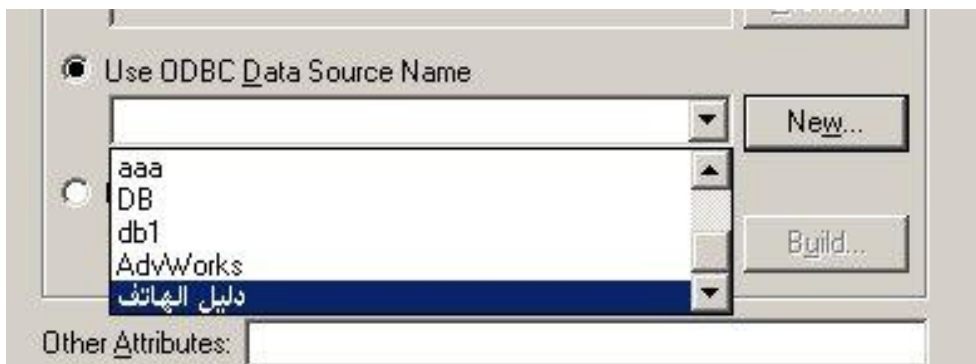 Use ODBC Data Source Name
New...
aaa
DB
db1
AdvWorks
Build...
دليل الهاتف
Other Attributes: